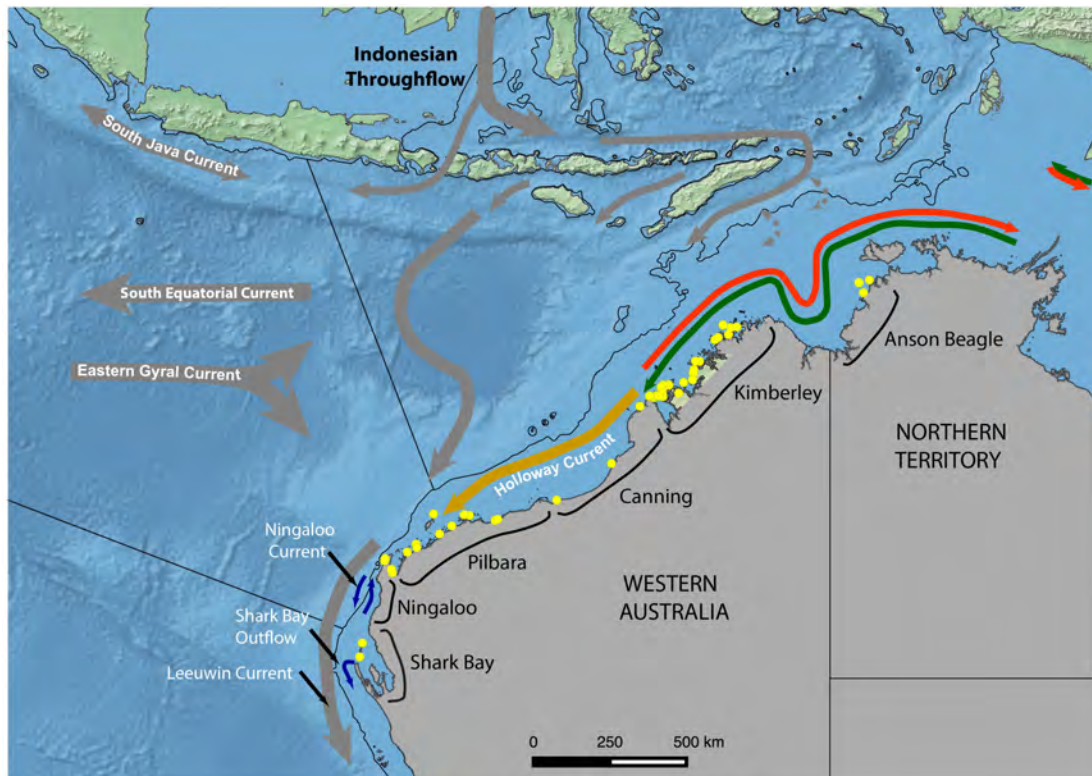 Indonesian
Throughflow
South Java Current
South Equatorial Current
Eastern Gyral Current
Anson Beagle
Kimberley
NORTHERN
TERRITORY
Holloway Current
Canning
Ningaloo
Current
Pilbara
WESTERN
AUSTRALIA
Ningaloo
Shark Bay
Outflow
Shark Bay
Leeuwin Current
0 250 500 km